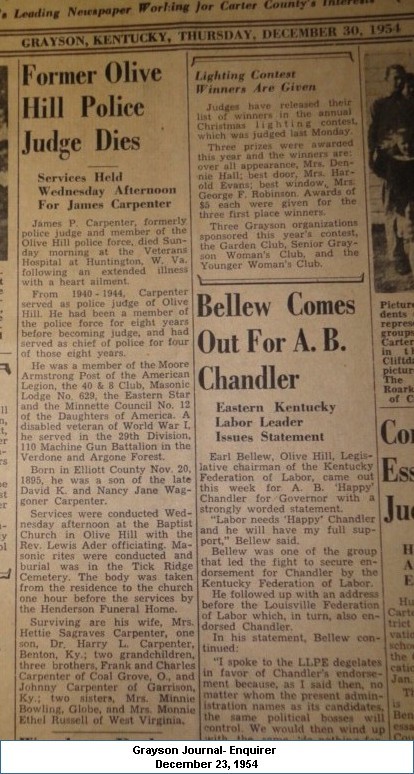 's Leading Newspaper Working for Carter County's Interests
GRAYSON, KENTUCKY, THURSDAY, DECEMBER 30, 1954
Former Olive
Hill Police
Judge Dies
Services Held
Wednesday Afternoon
For James Carpenter
James P. Carpenter, formerly
police judge and member of the
Olive Hill police force, died Sun-
day morning at the Veterans
Hospital at Huntington, W. Va.
following an extended illness
with a heart ailment.
From 1940 - 1944, Carpenter
served as police judge of Olive
Hill. He had been a member of
the police force for eight years
before becoming judge, and had
served as chief of police for four
of those eight years.
He was a member of the Moore
Armstrong Post of the American
Legion, the 40 & 8 Club, Masonic
Lodge No. 629, the Eastern Star
and the Minnette Council No. 12
of the Daughters of America. A
disabled veteran of World War I,
he served in the 29th Division,
110 Machine Gun Battalion in the
Verdone and Argone Forest.
Born in Elliott County Nov. 20,
1895, he was a son of the late
David K. and Nancy Jane Wag-
goner Carpenter.
Services were conducted Wed-
nesday afternoon at the Baptist
Church in Olive Hill with the
Rev. Lewis Ader officiating. Ma-
sonic rites were conducted and
burial was in the Tick Ridge
Cemetery. The body was taken
from the residence to the church
one hour before the services by
the Henderson Funeral Home.
Surviving are his wife, Mrs.
Hettie Sagraves Carpenter, one
son, Dr. Harry L. Carpenter,
Benton, Ky.; two grandchildren,
three brothers, Frank and Charles
Carpenter of Coal Grove, O., and
Johnny Carpenter of Garrison,
Ky.; two sisters, Mrs. Minnie
Bowling, Globe, and Mrs. Monnie
Ethel Russell of West Virginia.
Lighting Contest
Winners Are Given
Judges have released their
list of winners in the annual
Christmas lighting contest,
which was judged last Monday.
Three prizes were awarded
this year and the winners are:
over all appearance, Mrs. Den-
nie Hall; best door, Mrs. Har-
old Evans; best window, Mrs.
George F. Robinson. Awards of
$5 each were given for the
three first place winners.
Three Grayson organizations
sponsored this year's contest,
the Garden Club, Senior Gray-
son Woman's Club, and the
Younger Woman's Club.
Bellew Comes
Out For A. B.
Chandler
Eastern Kentucky
Labor Leader
Issues Statement
Earl Bellew, Olive Hill, Legis-
lative chairman of the Kentucky
Federation of Labor, came out
this week for A. B. 'Happy'
Chandler for Governor with a
strongly worded statement.
"Labor needs 'Happy' Chandler
and he will have my full sup-
port," Bellew said.
Bellew was one of the group
that led the fight to secure en-
dorsement for Chandler by the
Kentucky Federation of Labor.
He followed up with an address
before the Louisville Federation
of Labor which, in turn, also en-
dorsed Chandler.
In his statement, Bellew con-
tinued:
"I spoke to the LLPE degelates
in favor of Chandler's endorse-
ment because, as I said then, no
matter whom the present admin-
istration names as its candidates,
the same political bosses will
control. We would then wind up
Grayson Journal- Enquirer
December 23, 1954